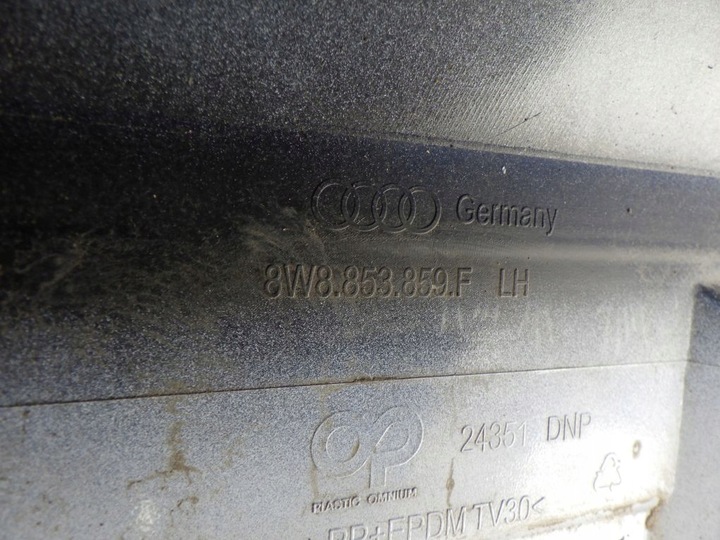 Germany
8W8.853.859.F LH
24351 DNP
PLASTIC OMNIUM
PP+EPDM TV30<